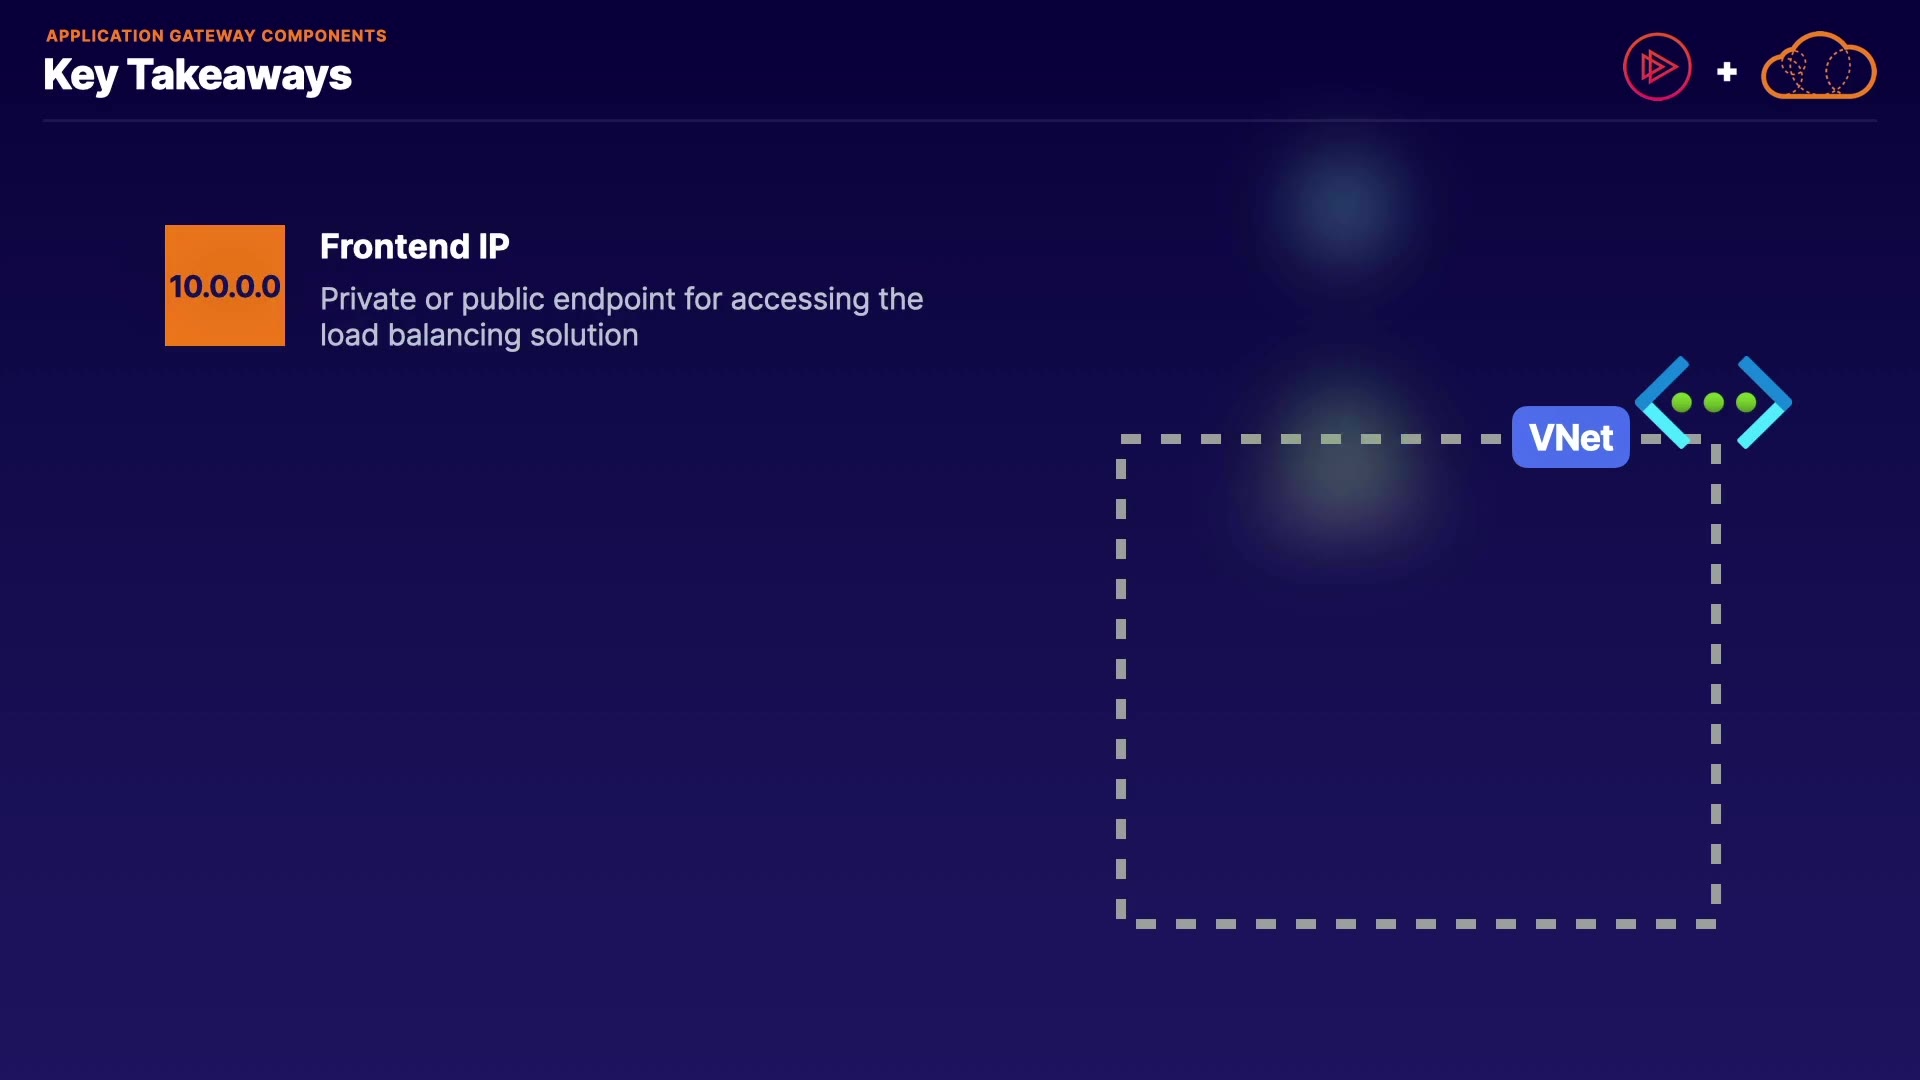 APPLICATION GATEWAY COMPONENTS
Key Takeaways
10.0.0.0
Frontend IP
Private or public endpoint for accessing the
load balancing solution
VNet